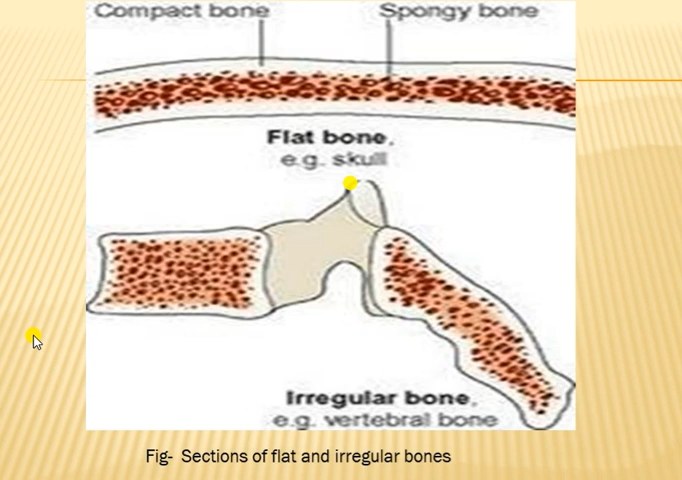 Compact bone Spongy bone
Flat bone,
e.g. skull
Irregular bone,
e.g. vertebral bone
Fig- Sections of flat and irregular bones